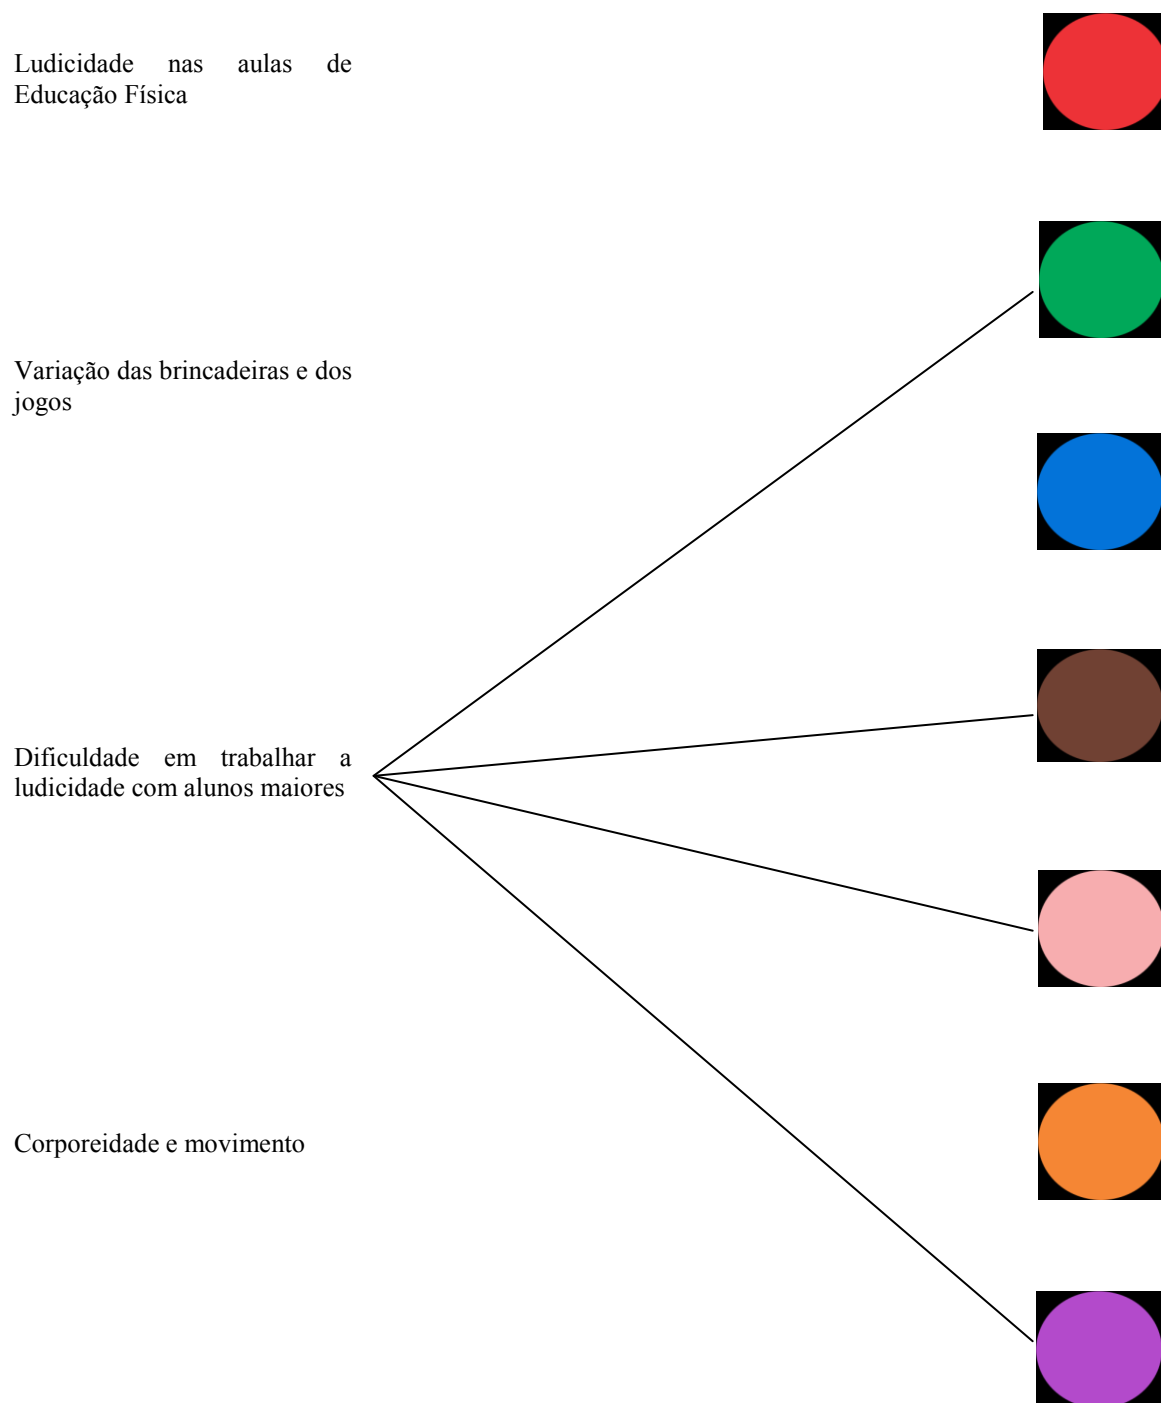 Ludicidade nas aulas de
Educação Física
Variação das brincadeiras e dos
jogos
Dificuldade em trabalhar a
ludicidade com alunos maiores
Corporeidade e movimento